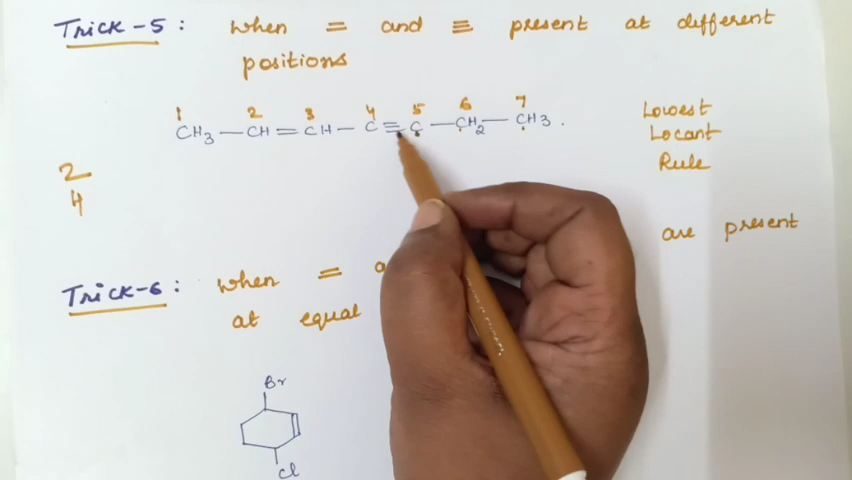 Trick-5 : when = and ≡ present at different
positions
1 2 3 4 5 6 7
CH3 — CH = CH — C ≡ C — CH2 — CH3 .
Lowest
Locant
Rule
2
4
are present
Trick-6 : when =
at equal
Br
Cl